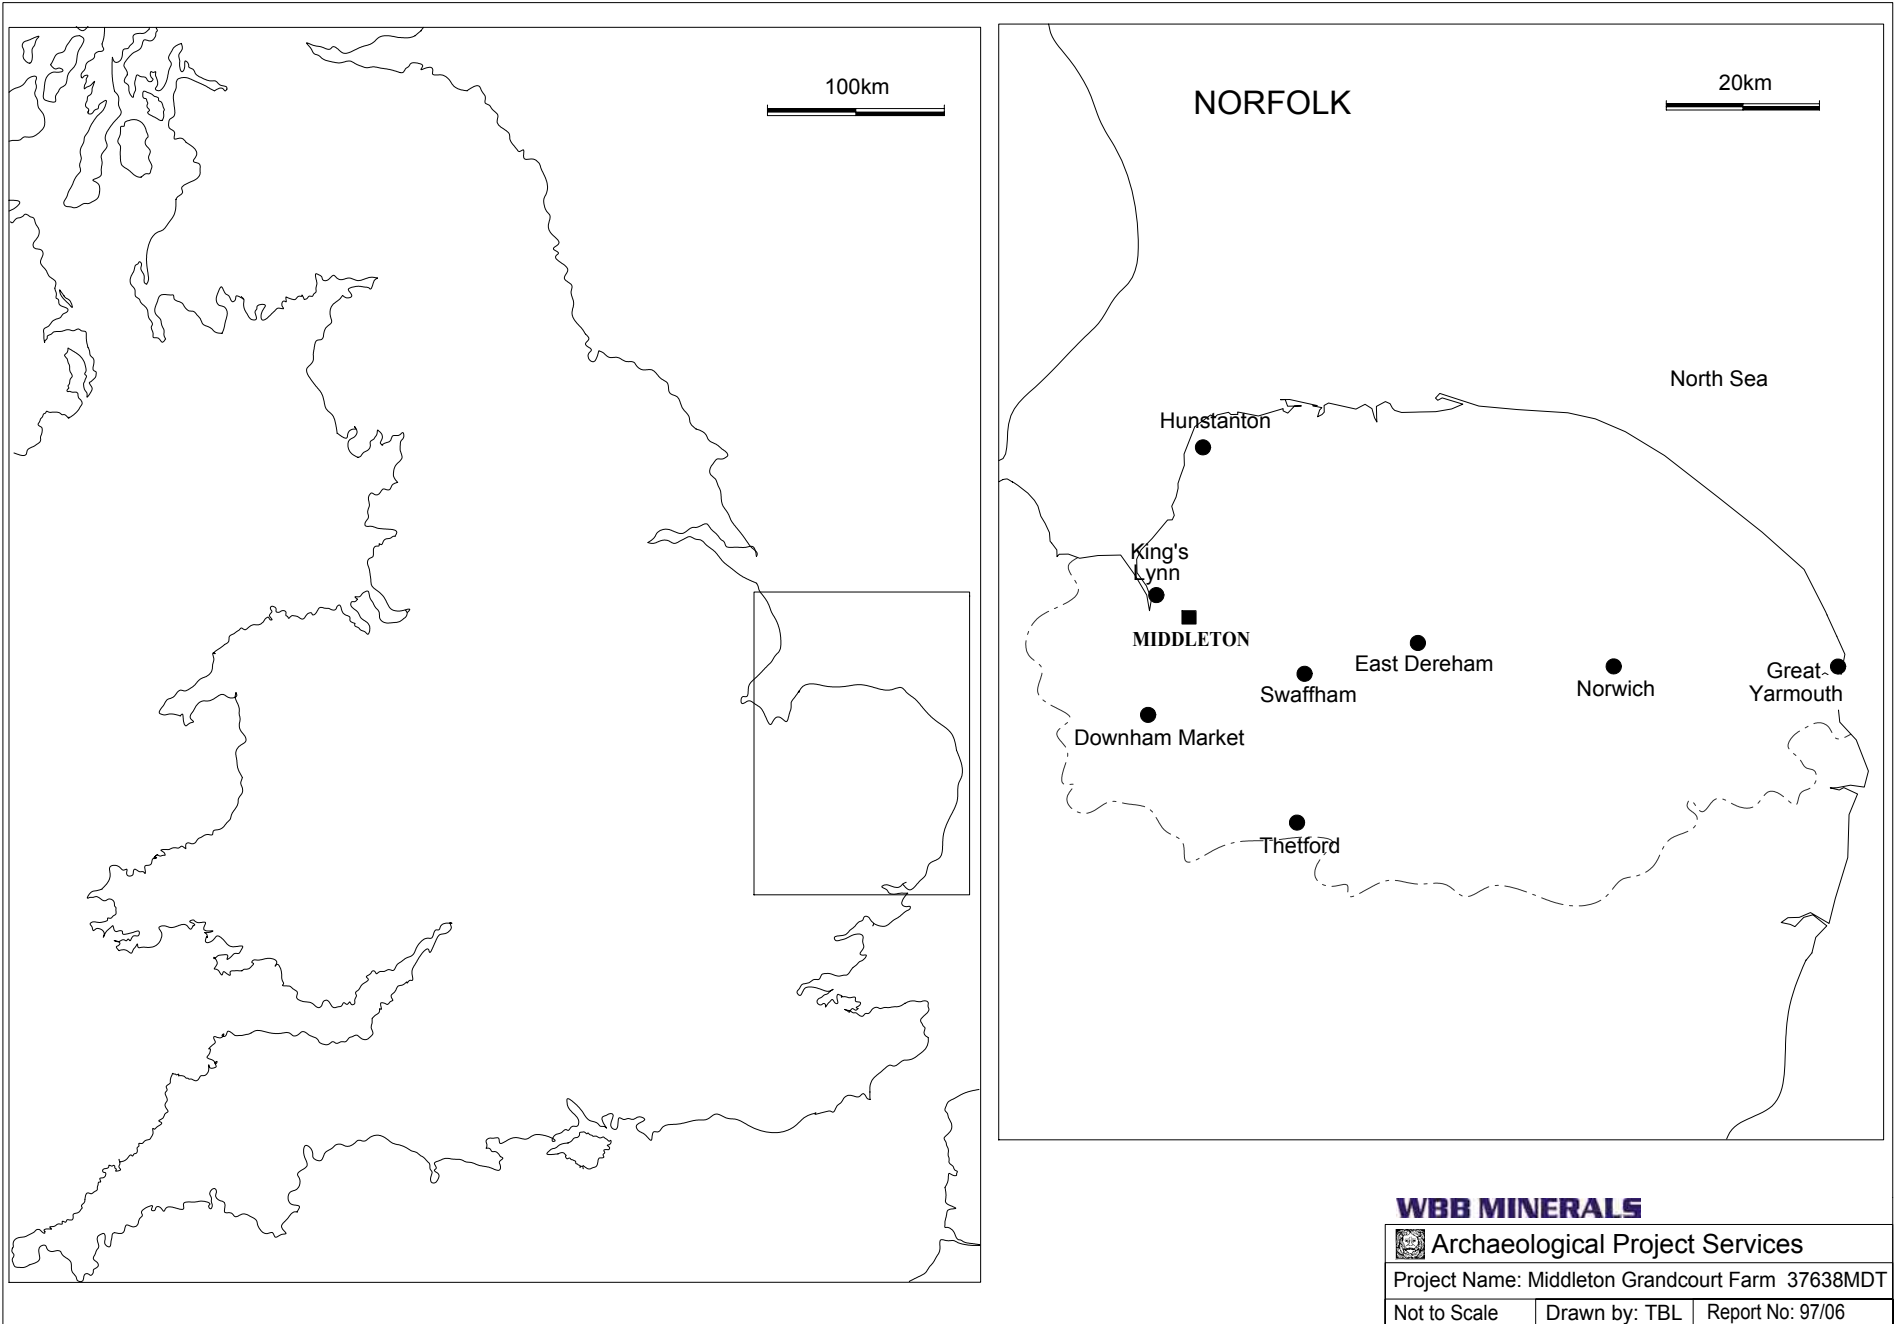 100km
NORFOLK
20km
North Sea
Hunstanton
King's
Lynn
MIDDLETON
East Dereham
Swaffham
Norwich
Great
Yarmouth
Downham Market
Thetford
WBB MINERALS
Archaeological Project Services
Project Name: Middleton Grandcourt Farm 37638MDT
Not to Scale
Drawn by: TBL
Report No: 97/06